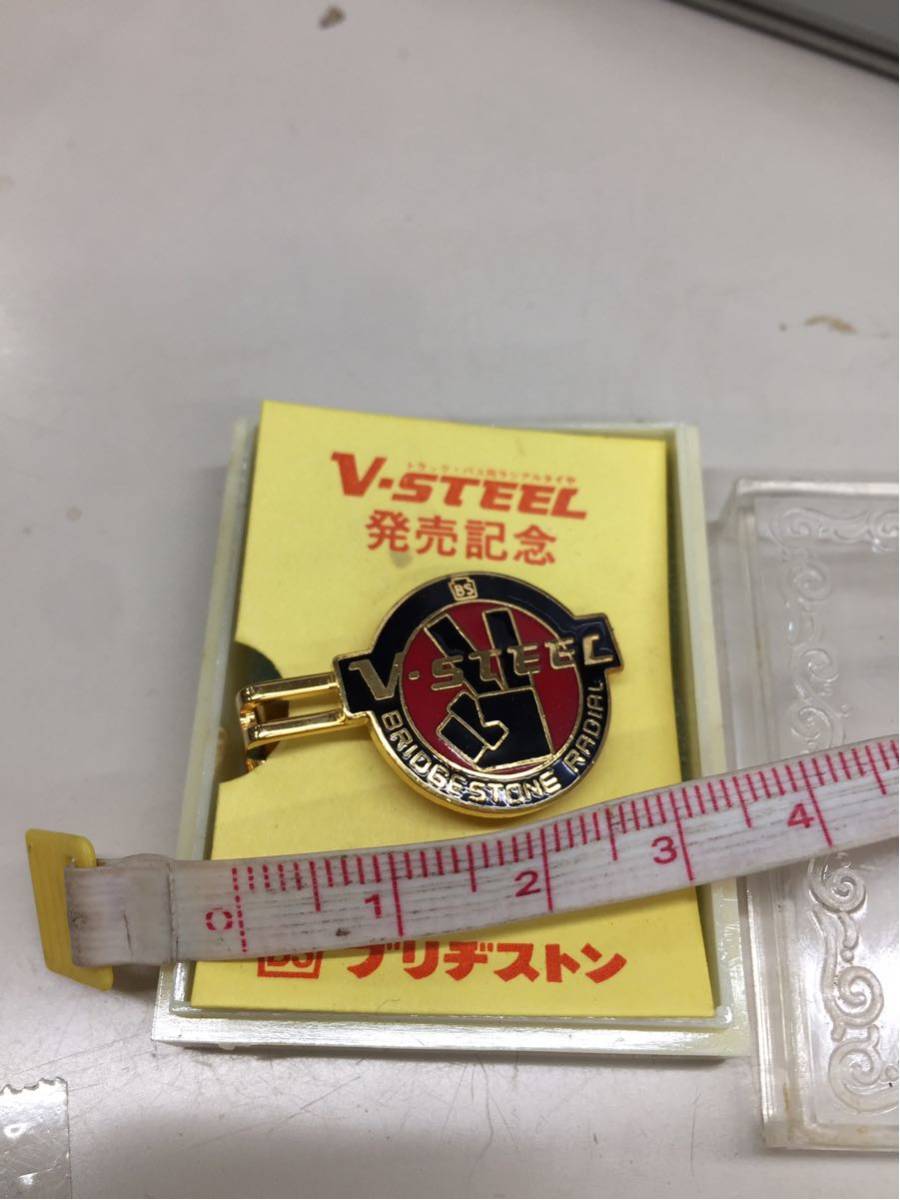 トラック・バス用ラジアルタイヤ
V-STEEL
発売記念
BS
V-STEEL
BRIDGESTONE RADIAL
0 1 2 3 4
BS ブリヂストン